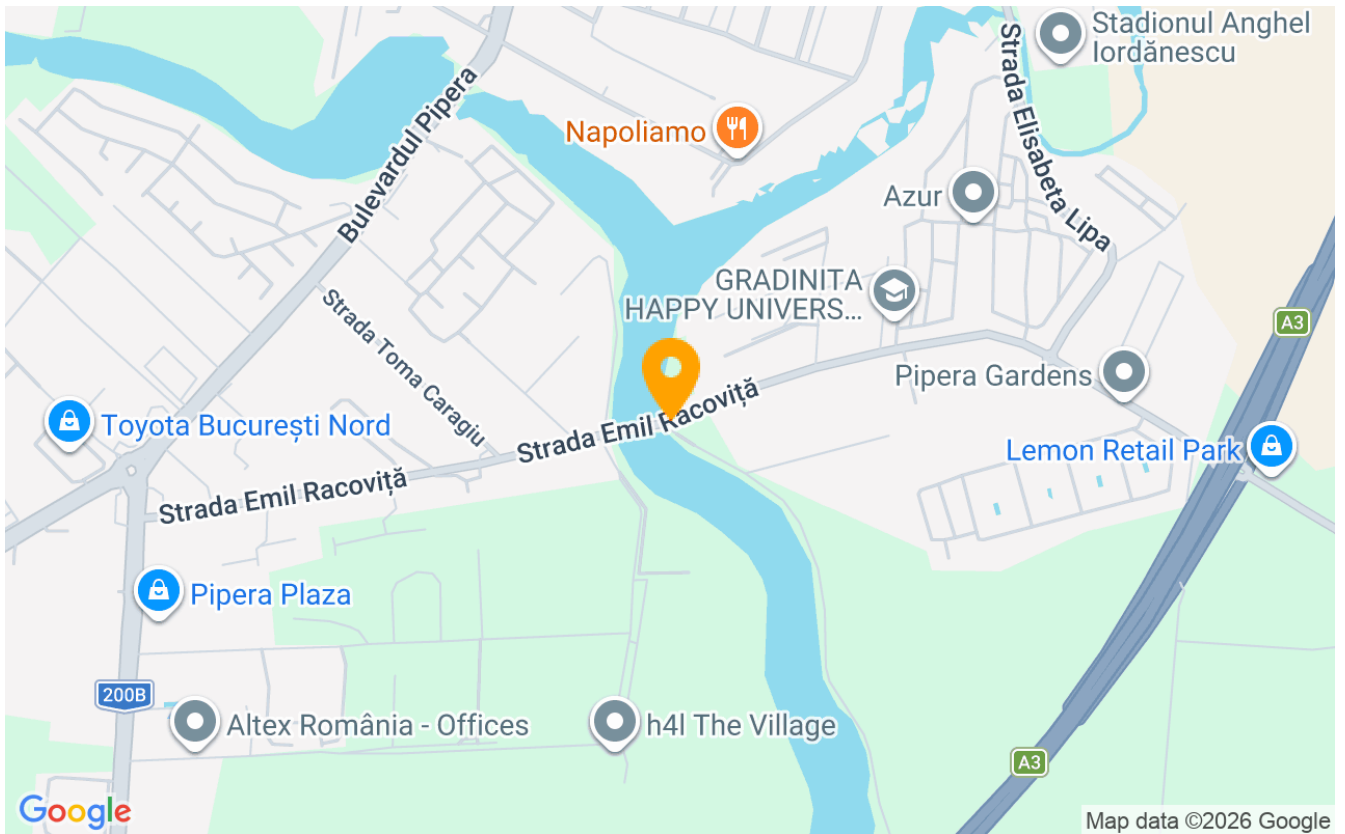 Stadionul Anghel
Iordănescu
Strada Elisabeta Lipa
Bulevardul Pipera
Napoliamo
Azur
GRADINITA
HAPPY UNIVERS...
A3
Strada Toma Caragiu
Pipera Gardens
Toyota București Nord
Strada Emil Racoviță
Lemon Retail Park
Strada Emil Racoviță
Pipera Plaza
200B
Altex România - Offices
h4l The Village
A3
Google
Map data ©2026 Google